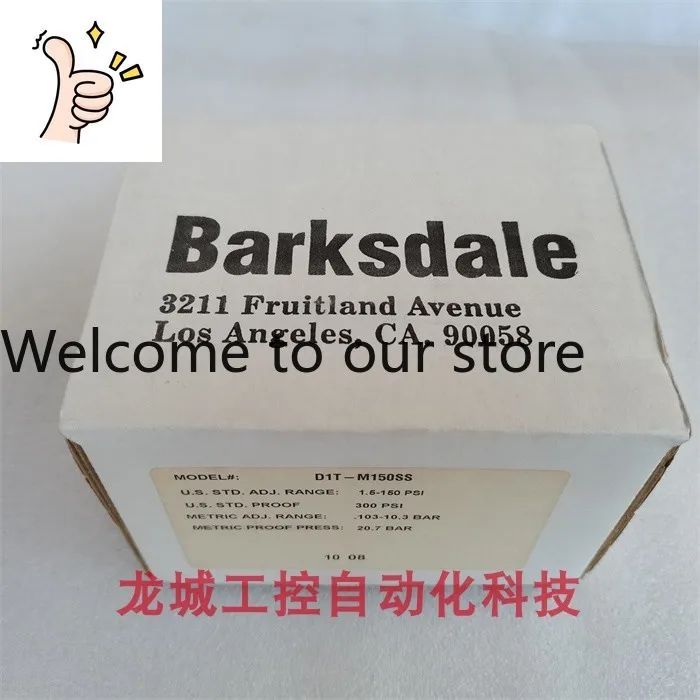 Barksdale
3211 Fruitland Avenue
Los Angeles, CA. 90058
Welcome to our store
MODEL#: D1T-M150SS
U.S. STD. ADJ. RANGE: 1.5-150 PSI
U.S. STD. PROOF 300 PSI
METRIC ADJ. RANGE: .103-10.3 BAR
METRIC PROOF PRESS: 20.7 BAR
10 08
龙城工控自动化科技